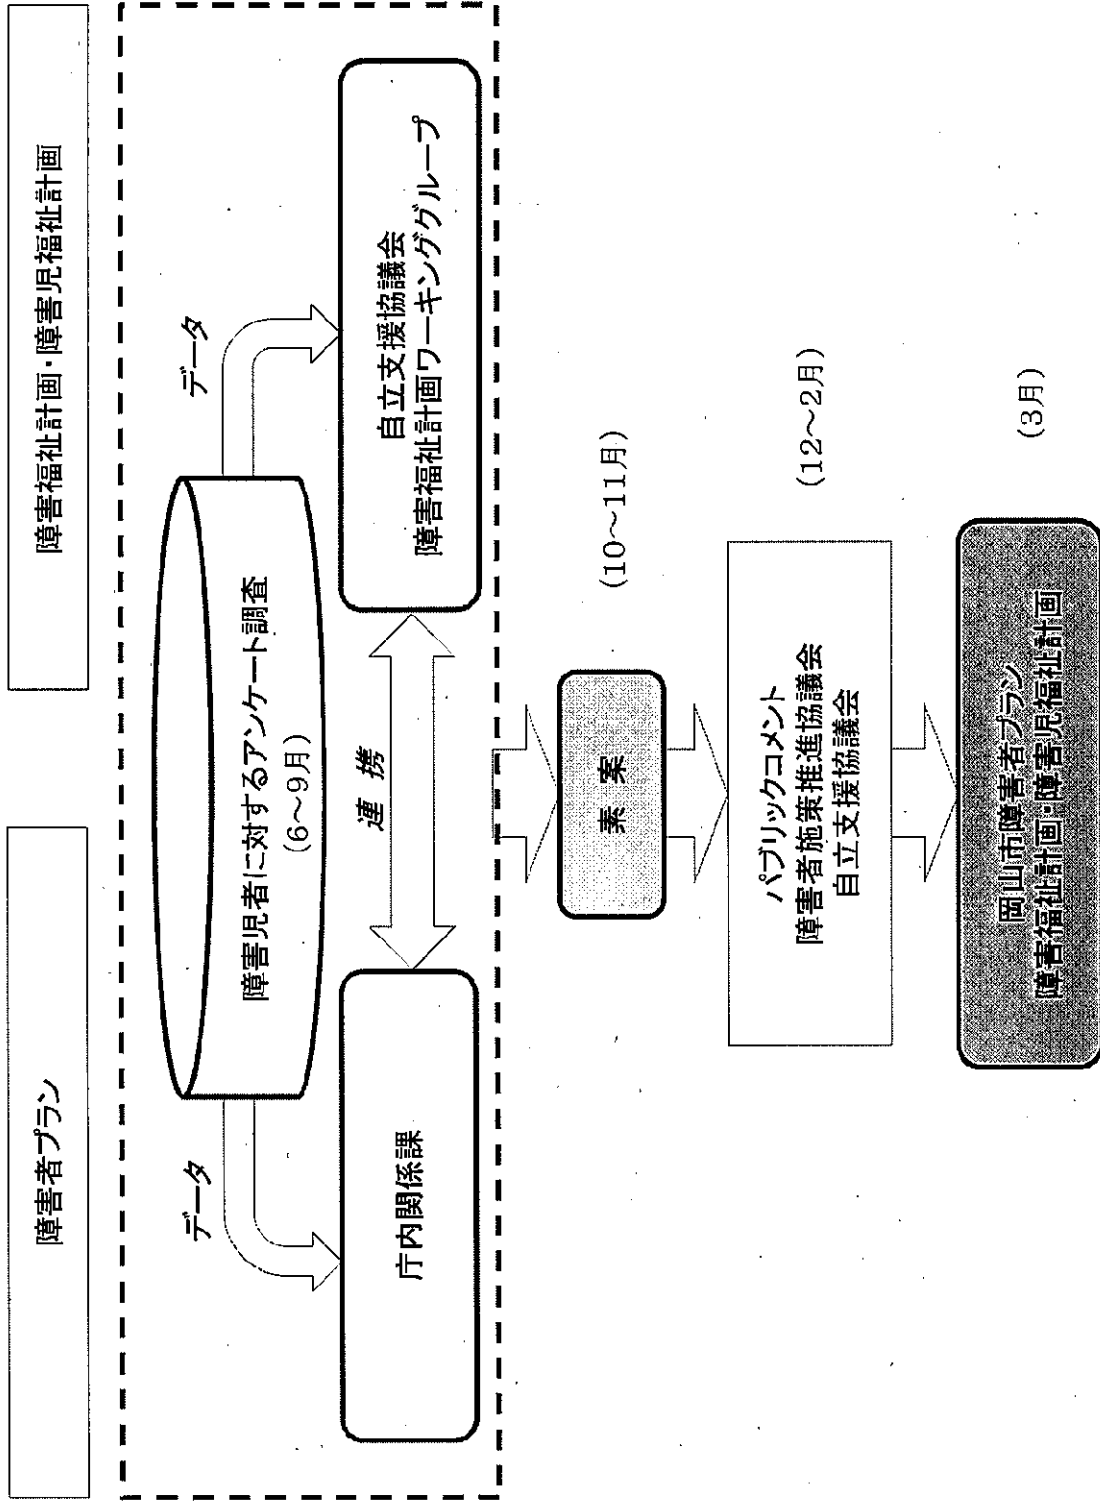 障害者プラン
障害福祉計画・障害児福祉計画
障害児者に対するアンケート調査
(6～9月)
データ
データ
連 携
庁内関係課
自立支援協議会
障害福祉計画ワーキンググループ
素 案
(10～11月)
パブリックコメント
障害者施策推進協議会
自立支援協議会
(12～2月)
岡山市障害者プラン
障害福祉計画・障害児福祉計画
(3月)